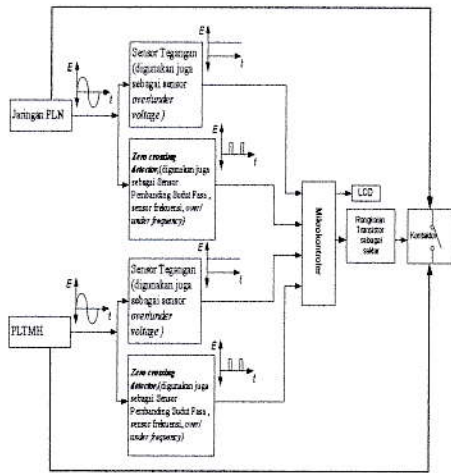 E
t
Jaringan PLN
Sensor Tegangan
(digunakan juga
sebagai sensor
over/under
voltage)
E
t
Zero crossing
detector,(digunakan juga
sebagai Sensor
Pembanding Sudut Fasa ,
sensor frekuensi, over/
under frequency)
E
t
Mikrokontroler
LCD
Rangkaian
Transistor
sebagai
saklar
Kontaktor
E
t
PLTMH
Sensor Tegangan
(digunakan juga
sebagai sensor
over/under
voltage)
E
t
Zero crossing
detector,(digunakan juga
sebagai Sensor
Pembanding Sudut Fasa ,
sensor frekuensi, over/
under frequency)
E
t